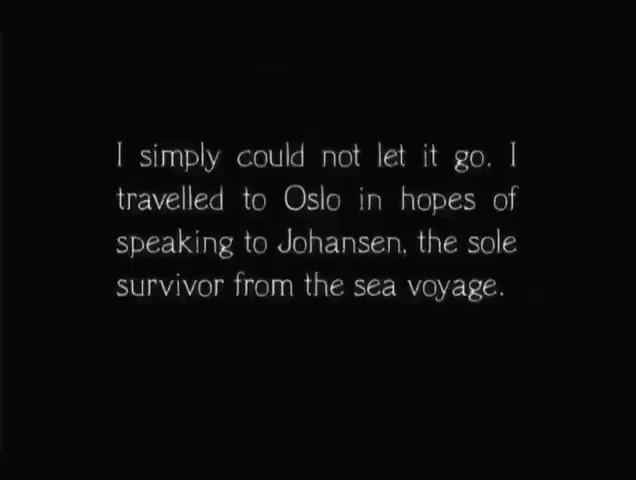 I simply could not let it go. I
travelled to Oslo in hopes of
speaking to Johansen, the sole
survivor from the sea voyage.